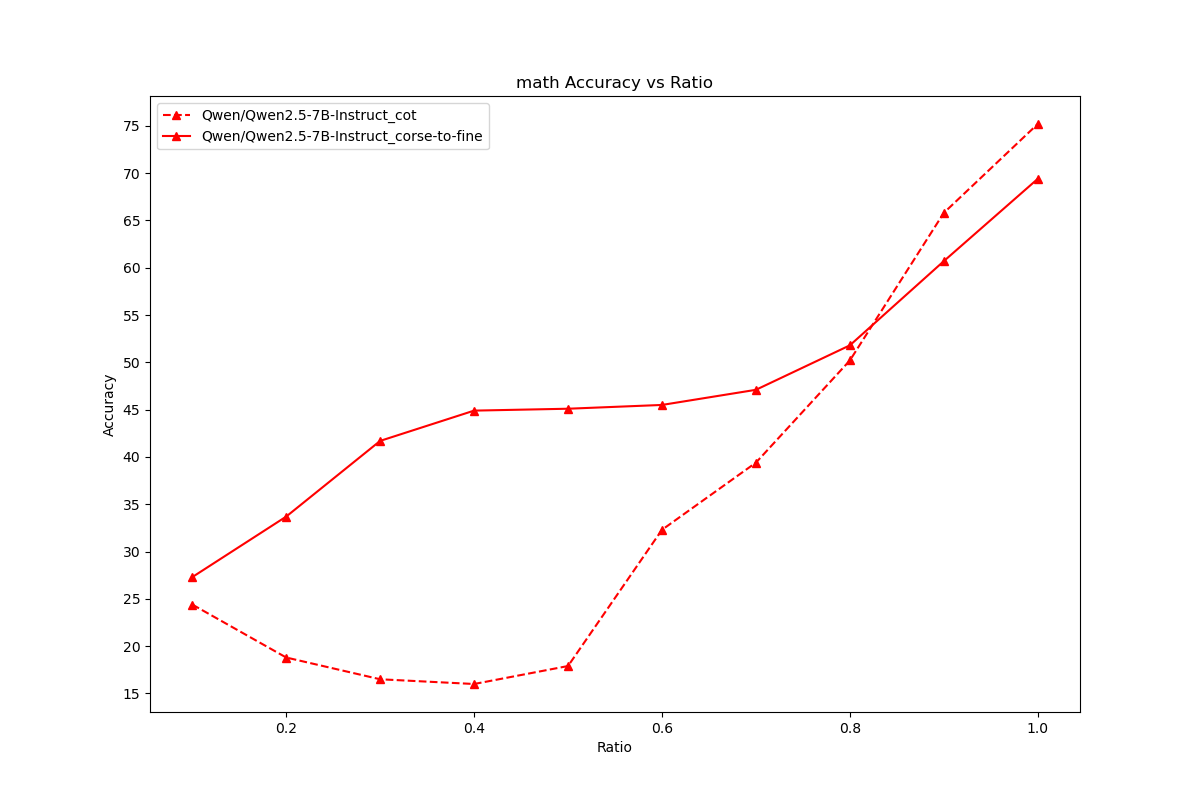 math Accuracy vs Ratio
Qwen/Qwen2.5-7B-Instruct_cot
Qwen/Qwen2.5-7B-Instruct_corse-to-fine
75
70
65
60
55
50
45
40
35
30
25
20
15
Accuracy
0.2 0.4 0.6 0.8 1.0
Ratio